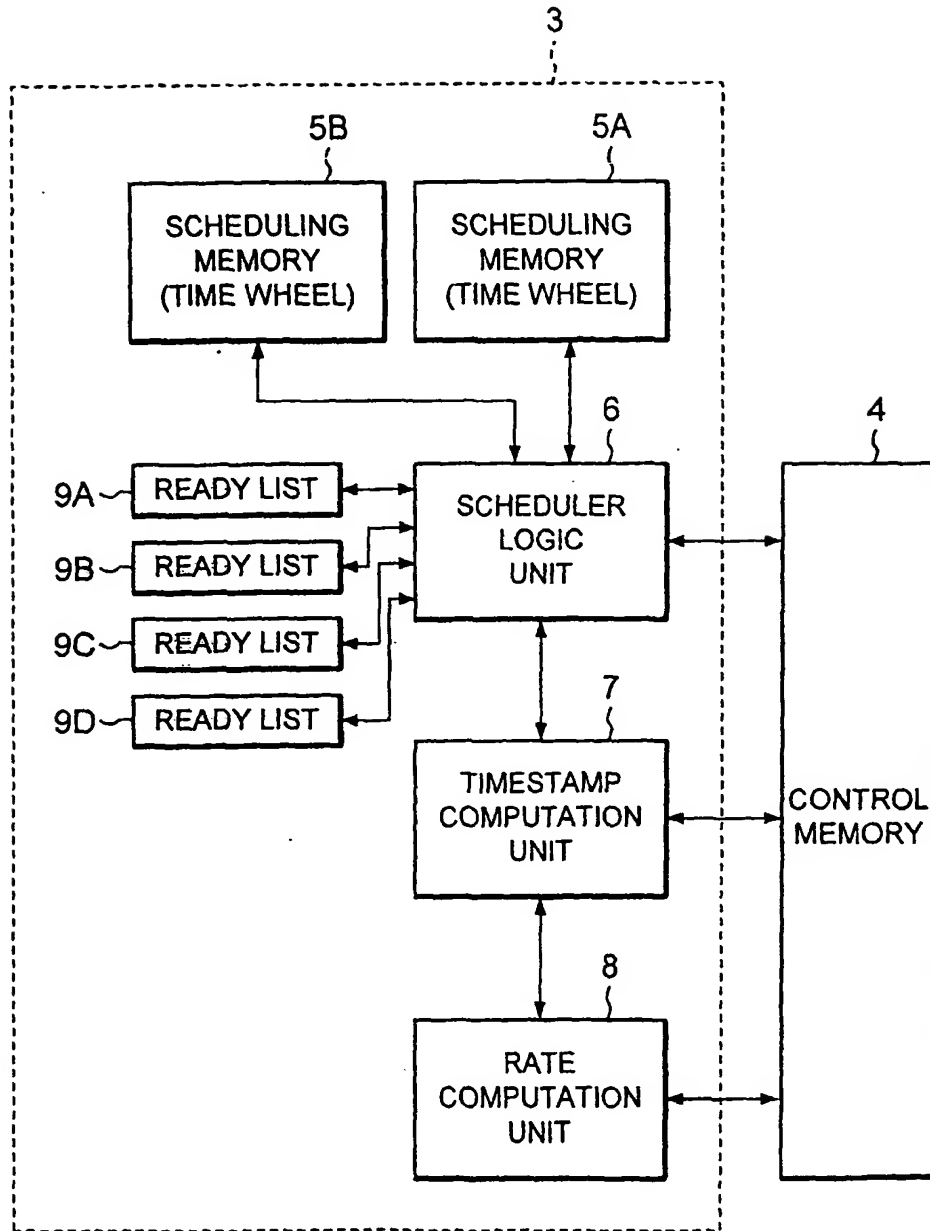 3
5B
5A
SCHEDULING
MEMORY
(TIME WHEEL)
SCHEDULING
MEMORY
(TIME WHEEL)
6
4
9A
READY LIST
SCHEDULER
LOGIC
UNIT
9B
READY LIST
9C
READY LIST
9D
READY LIST
7
TIMESTAMP
COMPUTATION
UNIT
CONTROL
MEMORY
8
RATE
COMPUTATION
UNIT